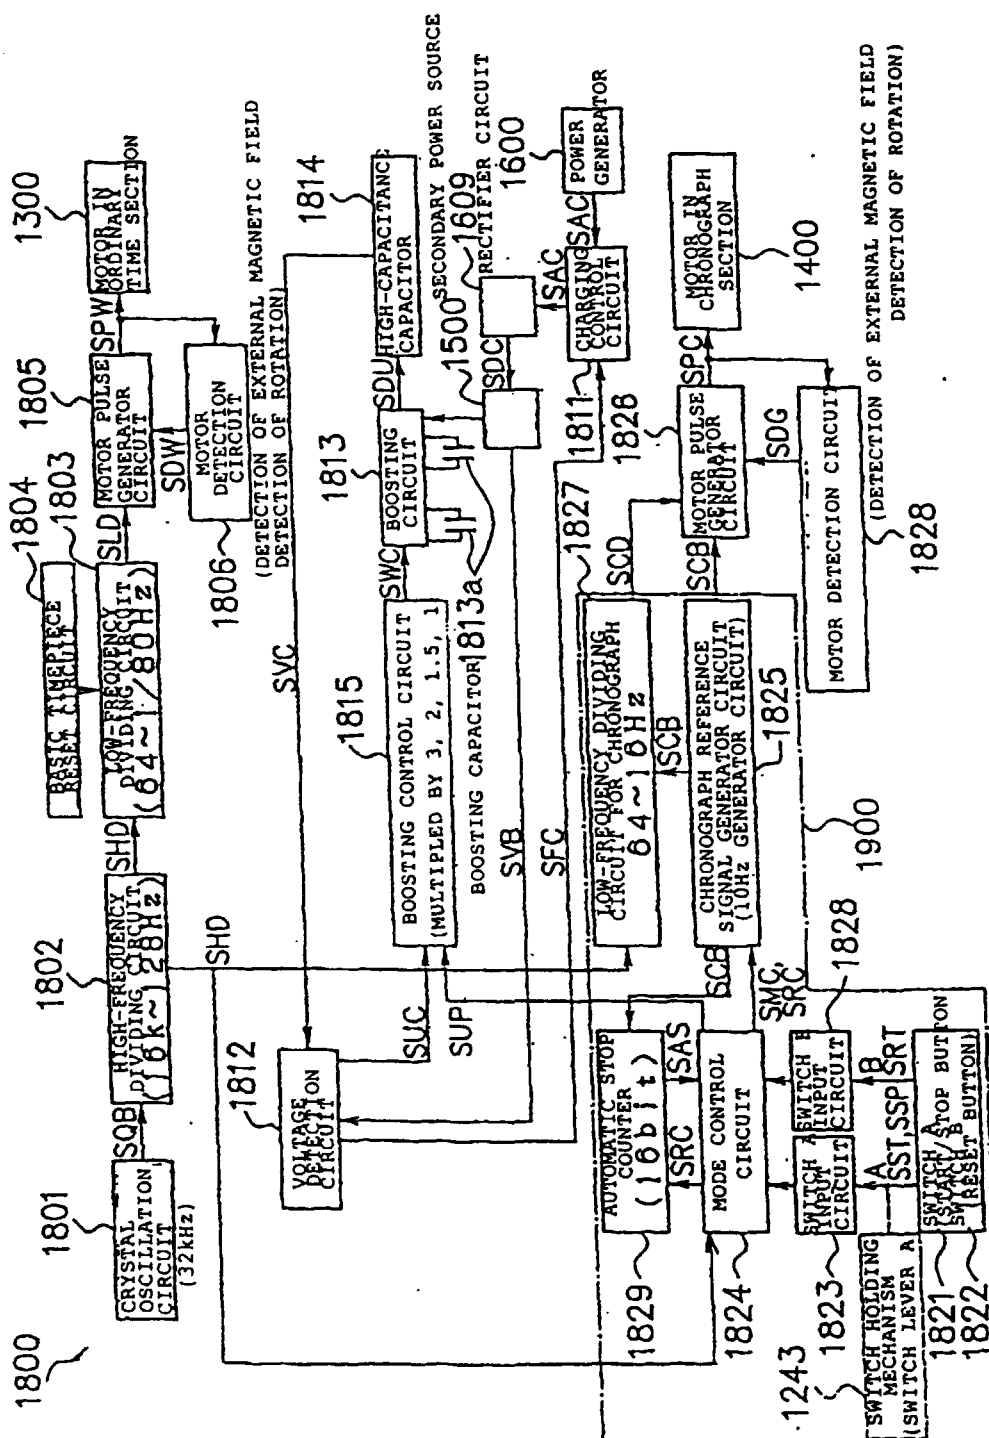 1800
1801
CRYSTAL
OSCILLATION
CIRCUIT
(32kHz)
SQB
1802
HIGH-FREQUENCY
DIVIDING CIRCUIT
(16k~128Hz)
SHD
1804
BASIC TIMEPIECE
RESET CIRCUIT
1803
LOW-FREQUENCY
DIVIDING CIRCUIT
(64~1/80Hz)
SLD
1805
MOTOR PULSE
GENERATOR
CIRCUIT
SPW
1300
MOTOR IN
ORDINARY
TIME SECTION
SDW
MOTOR
DETECTION
CIRCUIT
1806
(DETECTION OF EXTERNAL MAGNETIC FIELD
DETECTION OF ROTATION)
SHD
SVC
1812
VOLTAGE
DETECTION
CIRCUIT
SUC
SUP
1815
BOOSTING CONTROL CIRCUIT
(MULTIPLED BY 3, 2, 1.5, 1
SWC
1813
BOOSTING
CIRCUIT
SDU
1814
HIGH-CAPACITANCE
CAPACITOR
BOOSTING CAPACITOR
1813a
1500
SECONDARY POWER SOURCE
SDC
1609
RECTIFIER CIRCUIT
SAC
SVB
SFC
1811
CHARGING
CONTROL
CIRCUIT
SAC
1600
POWER
GENERATOR
1827
LOW-FREQUENCY DIVIDING
CIRCUIT FOR CHRONOGRAPH
64~16Hz
SCD
SCB
CHRONOGRAPH REFERENCE
SIGNAL GENERATOR CIRCUIT
(10Hz GENERATOR CIRCUIT)
1825
SCB
SCB
1826
MOTOR PULSE
GENERATOR
CIRCUIT
SPC
MOTOR IN
CHRONOGRAPH
SECTION
1400
SDG
MOTOR DETECTION CIRCUIT
1828
(DETECTION OF EXTERNAL MAGNETIC FIELD
DETECTION OF ROTATION)
AUTOMATIC STOP
COUNTER
(16bit)
1829
SRC
SAS
MODE CONTROL
CIRCUIT
1824
SMC,
SRC
SWITCH A
INPUT
CIRCUIT
1823
SWITCH B
INPUT
CIRCUIT
1828
1900
A
SST,SSP
B
SRT
SWITCH A
(START/STOP BUTTON
SWITCH B
(RESET BUTTON)
1821
1822
1243
SWITCH HOLDING
MECHANISM
(SWITCH LEVER A